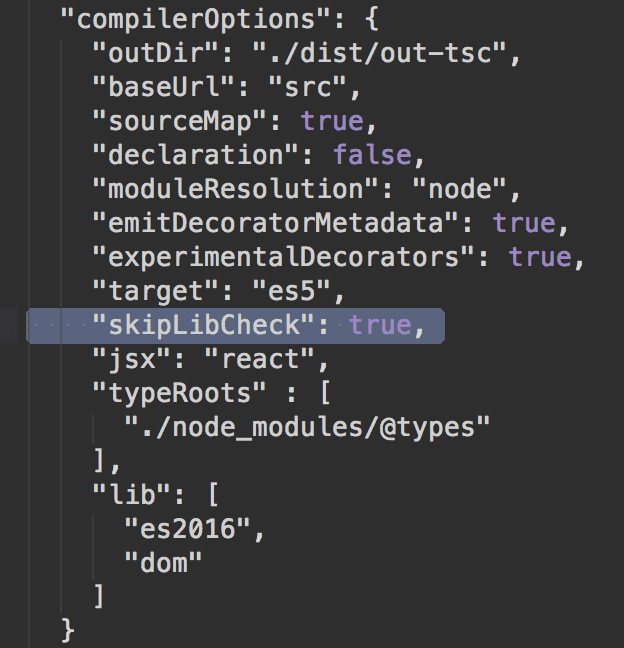 "compilerOptions": {
"outDir": "./dist/out-tsc",
"baseUrl": "src",
"sourceMap": true,
"declaration": false,
"moduleResolution": "node",
"emitDecoratorMetadata": true,
"experimentalDecorators": true,
"target": "es5",
"skipLibCheck": true,
"jsx": "react",
"typeRoots" : [
"./node_modules/@types"
],
"lib": [
"es2016",
"dom"
]
}